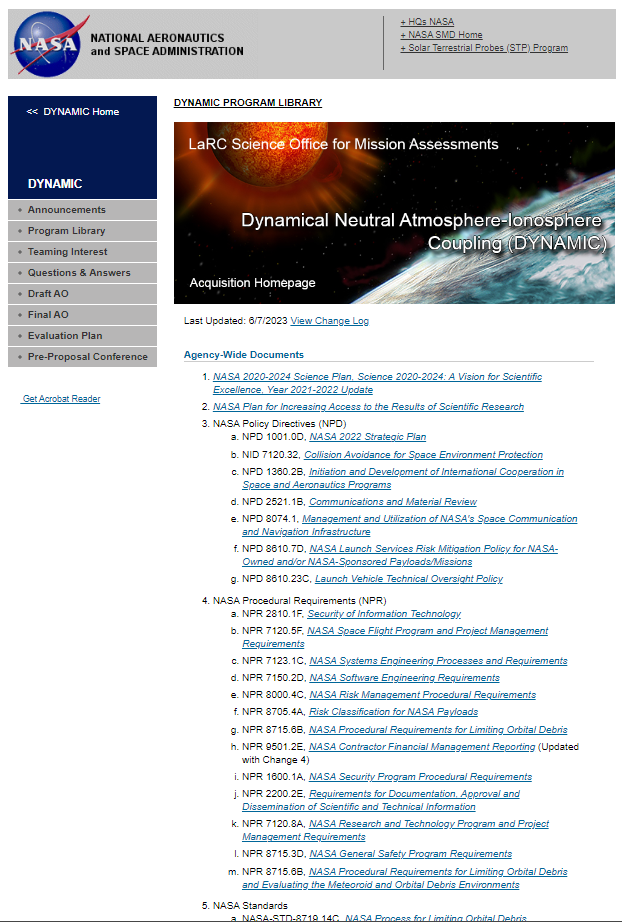 NASA
NATIONAL AERONAUTICS
and SPACE ADMINISTRATION
+ HQs NASA
+ NASA SMD Home
+ Solar Terrestrial Probes (STP) Program
<< DYNAMIC Home
DYNAMIC
• Announcements
• Program Library
• Teaming Interest
• Questions & Answers
• Draft AO
• Final AO
• Evaluation Plan
• Pre-Proposal Conference
Get Acrobat Reader
DYNAMIC PROGRAM LIBRARY
LaRC Science Office for Mission Assessments
Dynamical Neutral Atmosphere-Ionosphere
Coupling (DYNAMIC)
Acquisition Homepage
Last Updated: 6/7/2023 View Change Log
Agency-Wide Documents
1. NASA 2020-2024 Science Plan, Science 2020-2024: A Vision for Scientific
Excellence, Year 2021-2022 Update
2. NASA Plan for Increasing Access to the Results of Scientific Research
3. NASA Policy Directives (NPD)
a. NPD 1001.0D, NASA 2022 Strategic Plan
b. NID 7120.32, Collision Avoidance for Space Environment Protection
c. NPD 1360.2B, Initiation and Development of International Cooperation in
Space and Aeronautics Programs
d. NPD 2521.1B, Communications and Material Review
e. NPD 8074.1, Management and Utilization of NASA's Space Communication
and Navigation Infrastructure
f. NPD 8610.7D, NASA Launch Services Risk Mitigation Policy for NASA-
Owned and/or NASA-Sponsored Payloads/Missions
g. NPD 8610.23C, Launch Vehicle Technical Oversight Policy
4. NASA Procedural Requirements (NPR)
a. NPR 2810.1F, Security of Information Technology
b. NPR 7120.5F, NASA Space Flight Program and Project Management
Requirements
c. NPR 7123.1C, NASA Systems Engineering Processes and Requirements
d. NPR 7150.2D, NASA Software Engineering Requirements
e. NPR 8000.4C, NASA Risk Management Procedural Requirements
f. NPR 8705.4A, Risk Classification for NASA Payloads
g. NPR 8715.6B, NASA Procedural Requirements for Limiting Orbital Debris
h. NPR 9501.2E, NASA Contractor Financial Management Reporting (Updated
with Change 4)
i. NPR 1600.1A, NASA Security Program Procedural Requirements
j. NPR 2200.2E, Requirements for Documentation, Approval and
Dissemination of Scientific and Technical Information
k. NPR 7120.8A, NASA Research and Technology Program and Project
Management Requirements
l. NPR 8715.3D, NASA General Safety Program Requirements
m. NPR 8715.6B, NASA Procedural Requirements for Limiting Orbital Debris
and Evaluating the Meteoroid and Orbital Debris Environments
5. NASA Standards
a. NASA-STD-8719.14C, NASA Process for Limiting Orbital Debris